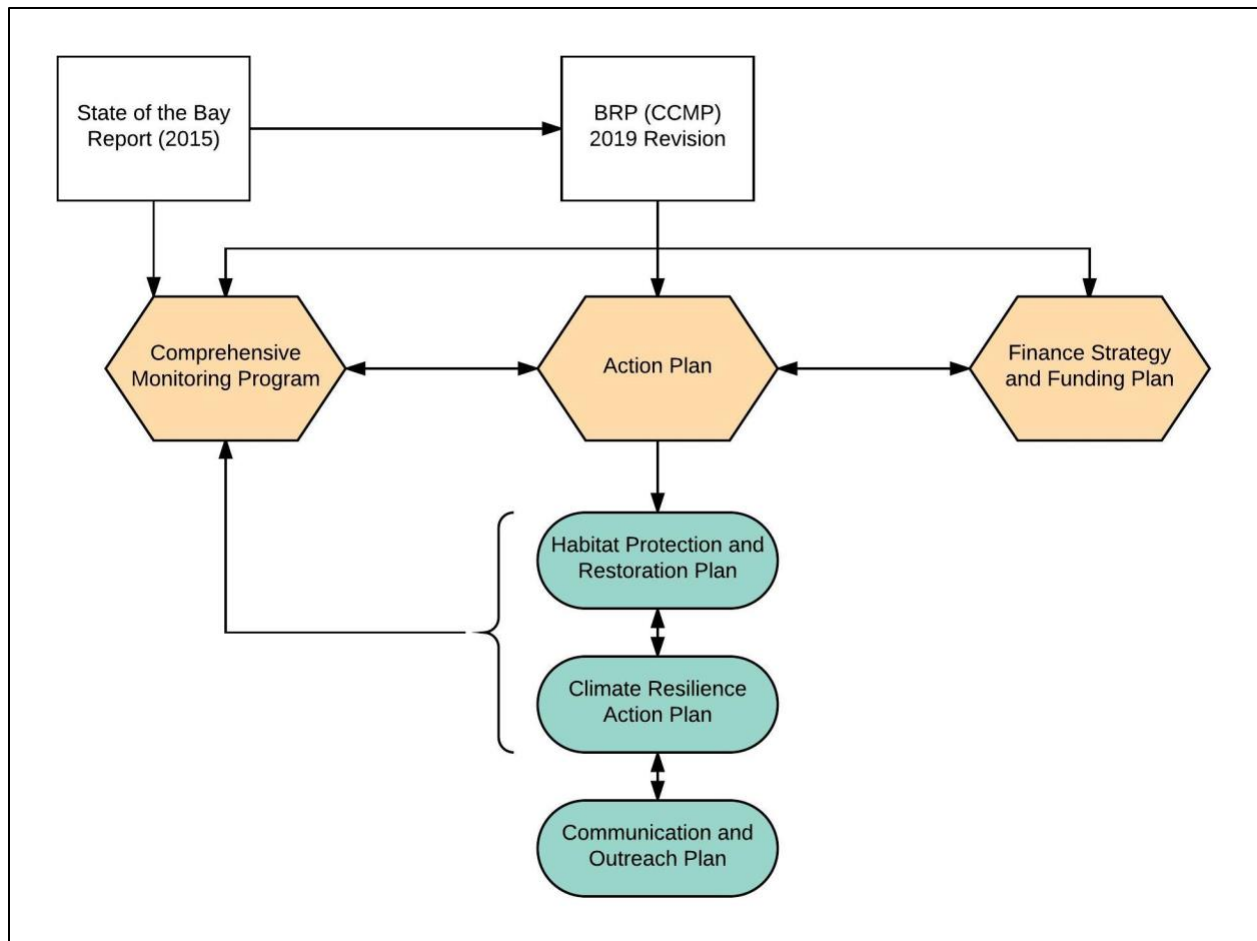 State of the Bay
Report (2015)
BRP (CCMP)
2019 Revision
Comprehensive
Monitoring Program
Action Plan
Finance Strategy
and Funding Plan
Habitat Protection and
Restoration Plan
Climate Resilience
Action Plan
Communication and
Outreach Plan